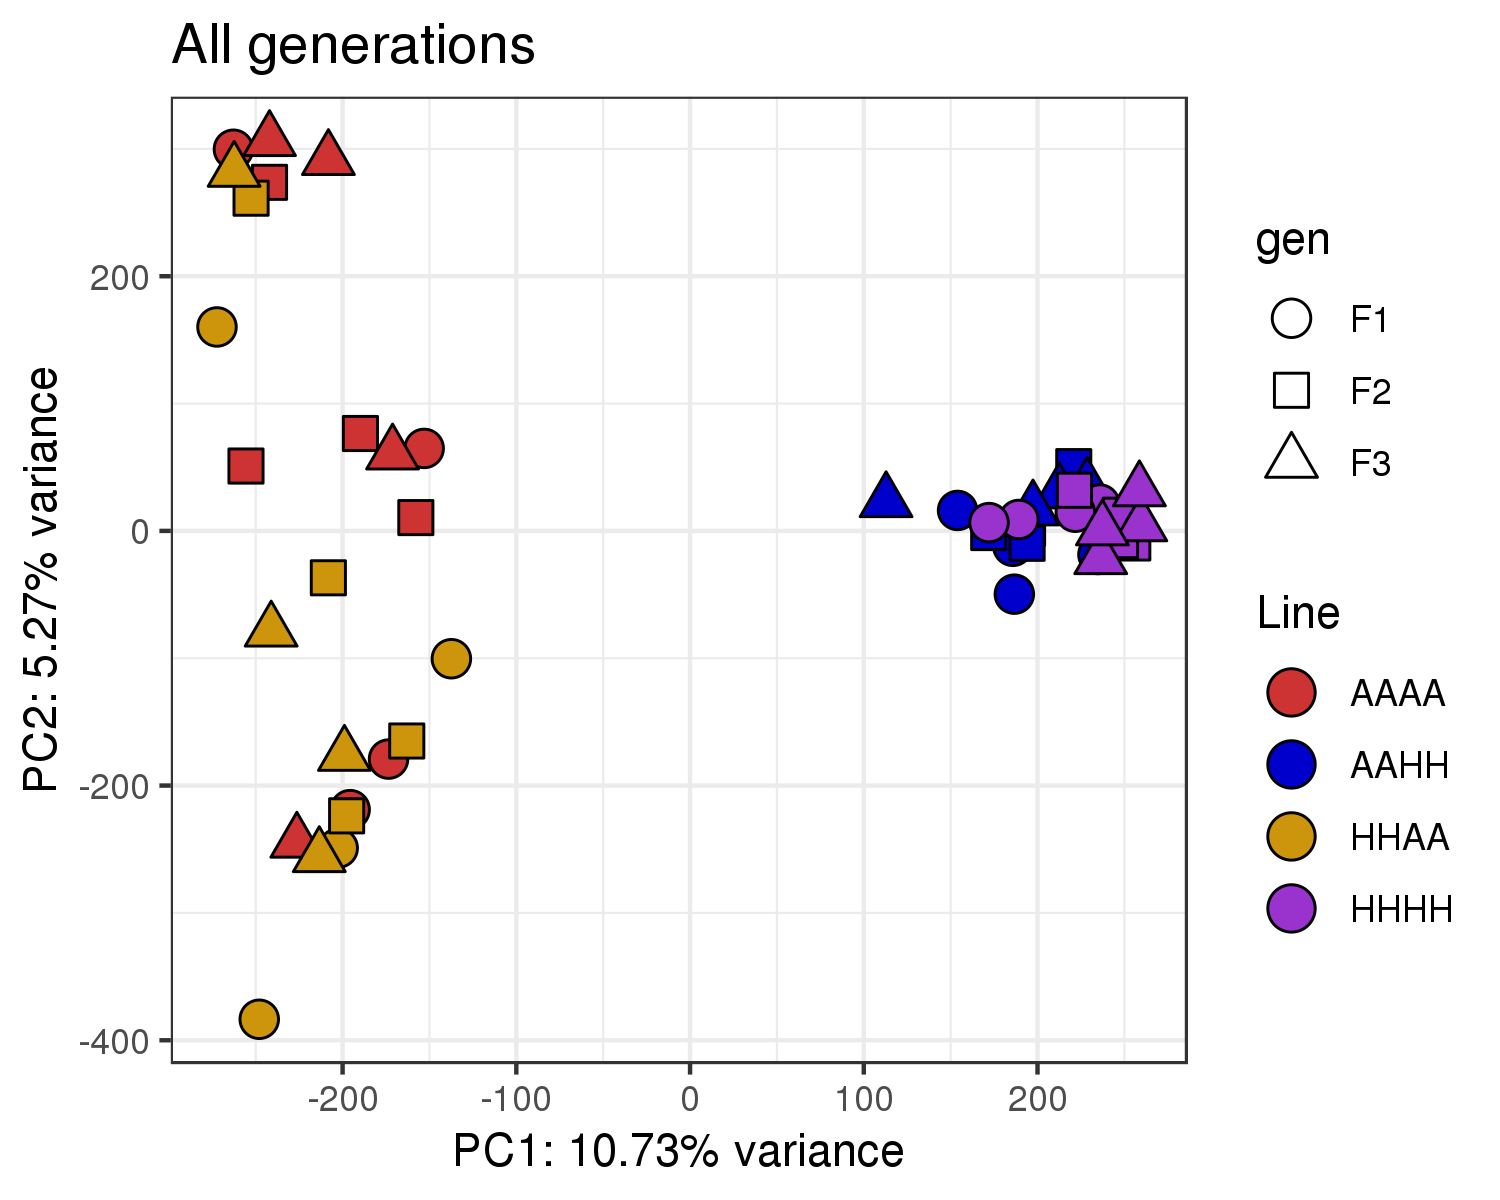 All generations
PC2: 5.27% variance
200
0
-200
-400
-200
-100
0
100
200
PC1: 10.73% variance
gen
F1
F2
F3
Line
AAAA
AAHH
HHAA
HHHH